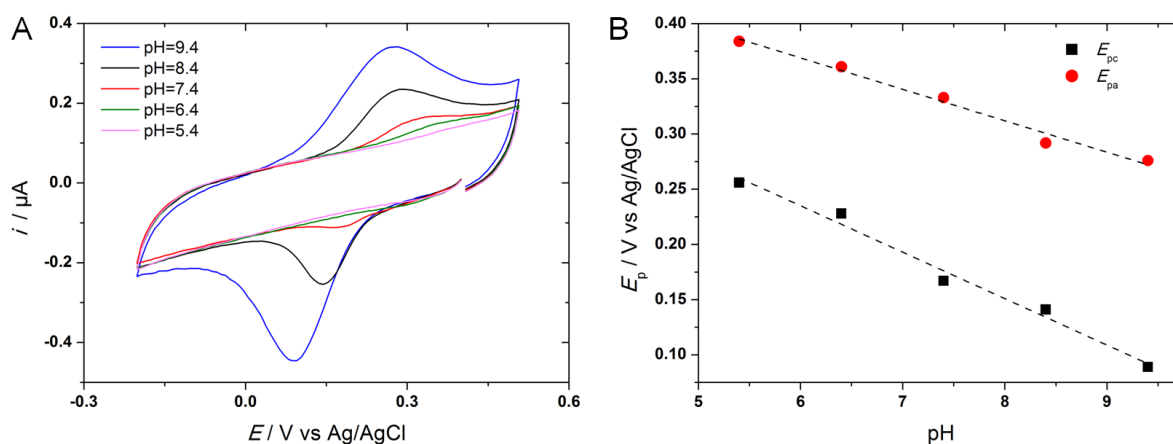 A
pH=9.4
pH=8.4
pH=7.4
pH=6.4
pH=5.4
0.4
0.2
0.0
-0.2
-0.4
i / µA
-0.3
0.0
0.3
0.6
E / V vs Ag/AgCl
B
Epc
Epa
0.40
0.35
0.30
0.25
0.20
0.15
0.10
Ep / V vs Ag/AgCl
5
6
7
8
9
pH